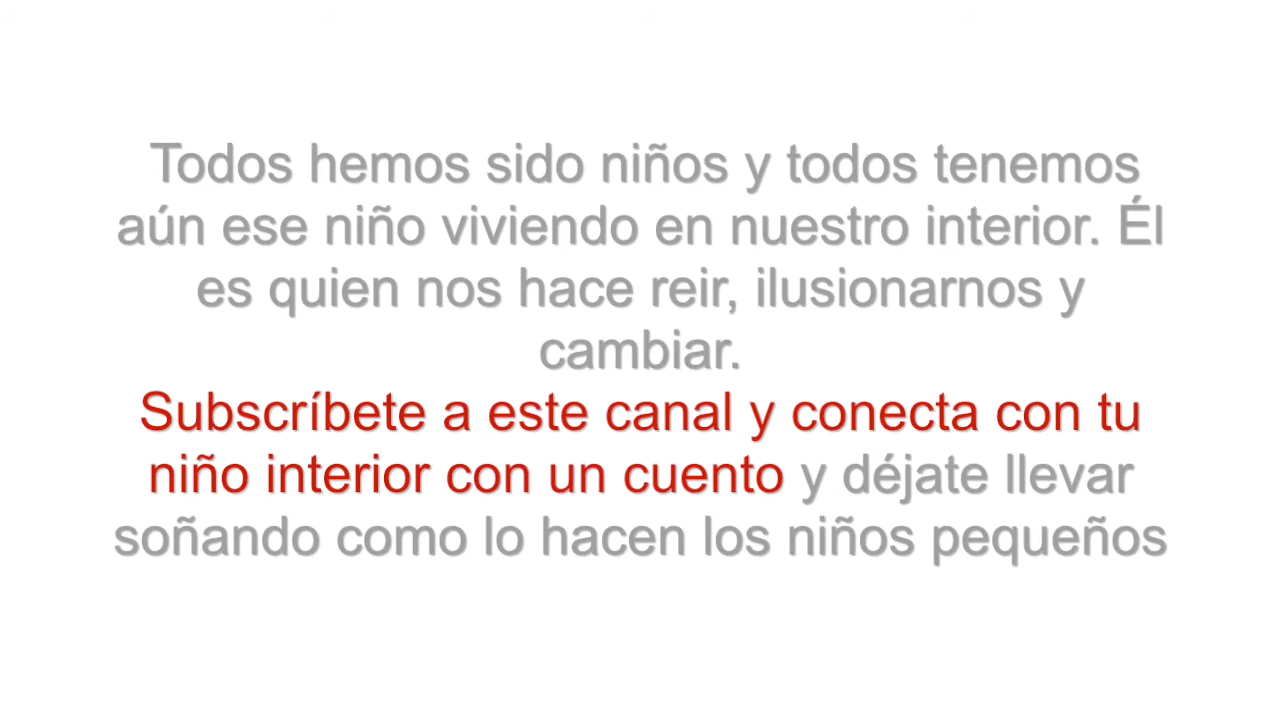 Todos hemos sido niños y todos tenemos
aún ese niño viviendo en nuestro interior. Él
es quien nos hace reir, ilusionarnos y
cambiar.
Subscríbete a este canal y conecta con tu
niño interior con un cuento y déjate llevar
soñando como lo hacen los niños pequeños